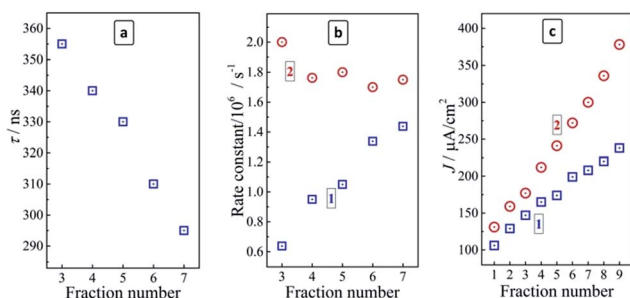 a
360
350
340
330
320
310
300
290
τ / ns
3 4 5 6 7
Fraction number
b
2.2
2.0
1.8
1.6
1.4
1.2
1.0
0.8
0.6
Rate constant/10⁶ / s⁻¹
2
1
3 4 5 6 7
Fraction number
c
400
350
300
250
200
150
100
J / μA/cm²
2
1
1 2 3 4 5 6 7 8 9
Fraction number